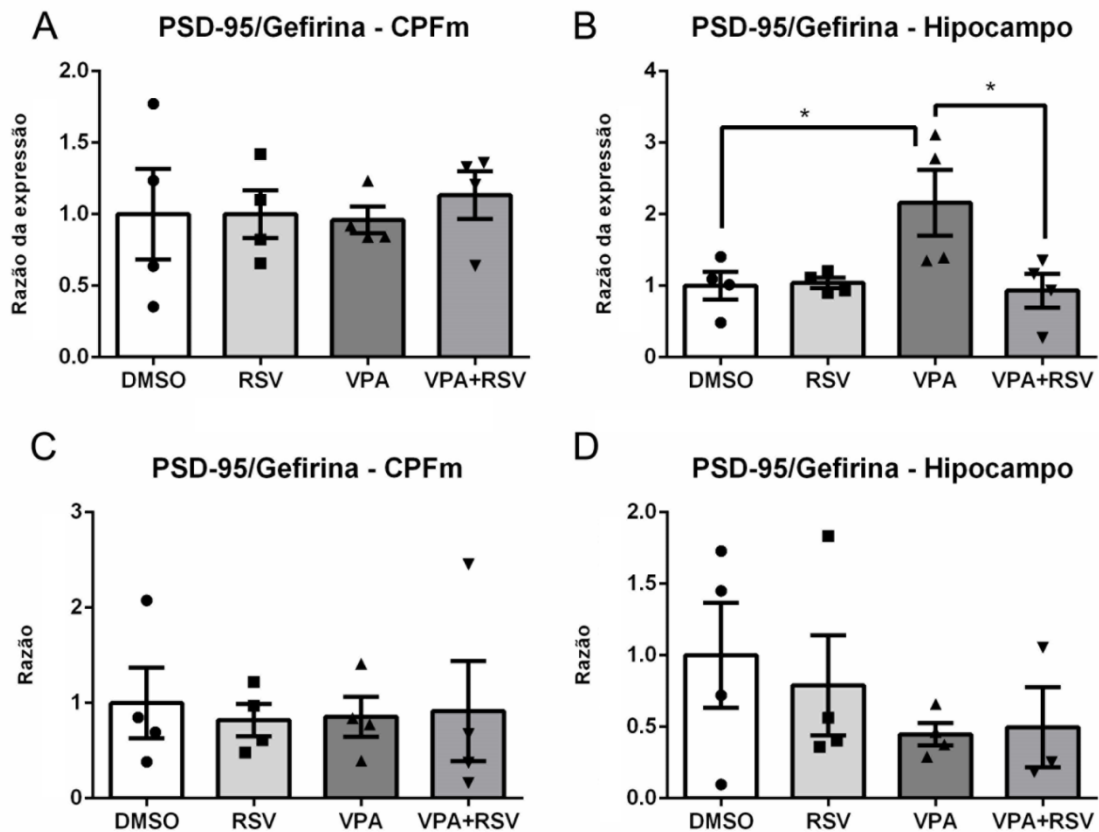 A
PSD-95/Gefirina - CPFm
Razão da expressão
2.0
1.5
1.0
0.5
0.0
DMSO RSV VPA VPA+RSV
B
PSD-95/Gefirina - Hipocampo
Razão da expressão
4
3
2
1
0
*
*
DMSO RSV VPA VPA+RSV
C
PSD-95/Gefirina - CPFm
Razão
3
2
1
0
DMSO RSV VPA VPA+RSV
D
PSD-95/Gefirina - Hipocampo
Razão
2.0
1.5
1.0
0.5
0.0
DMSO RSV VPA VPA+RSV